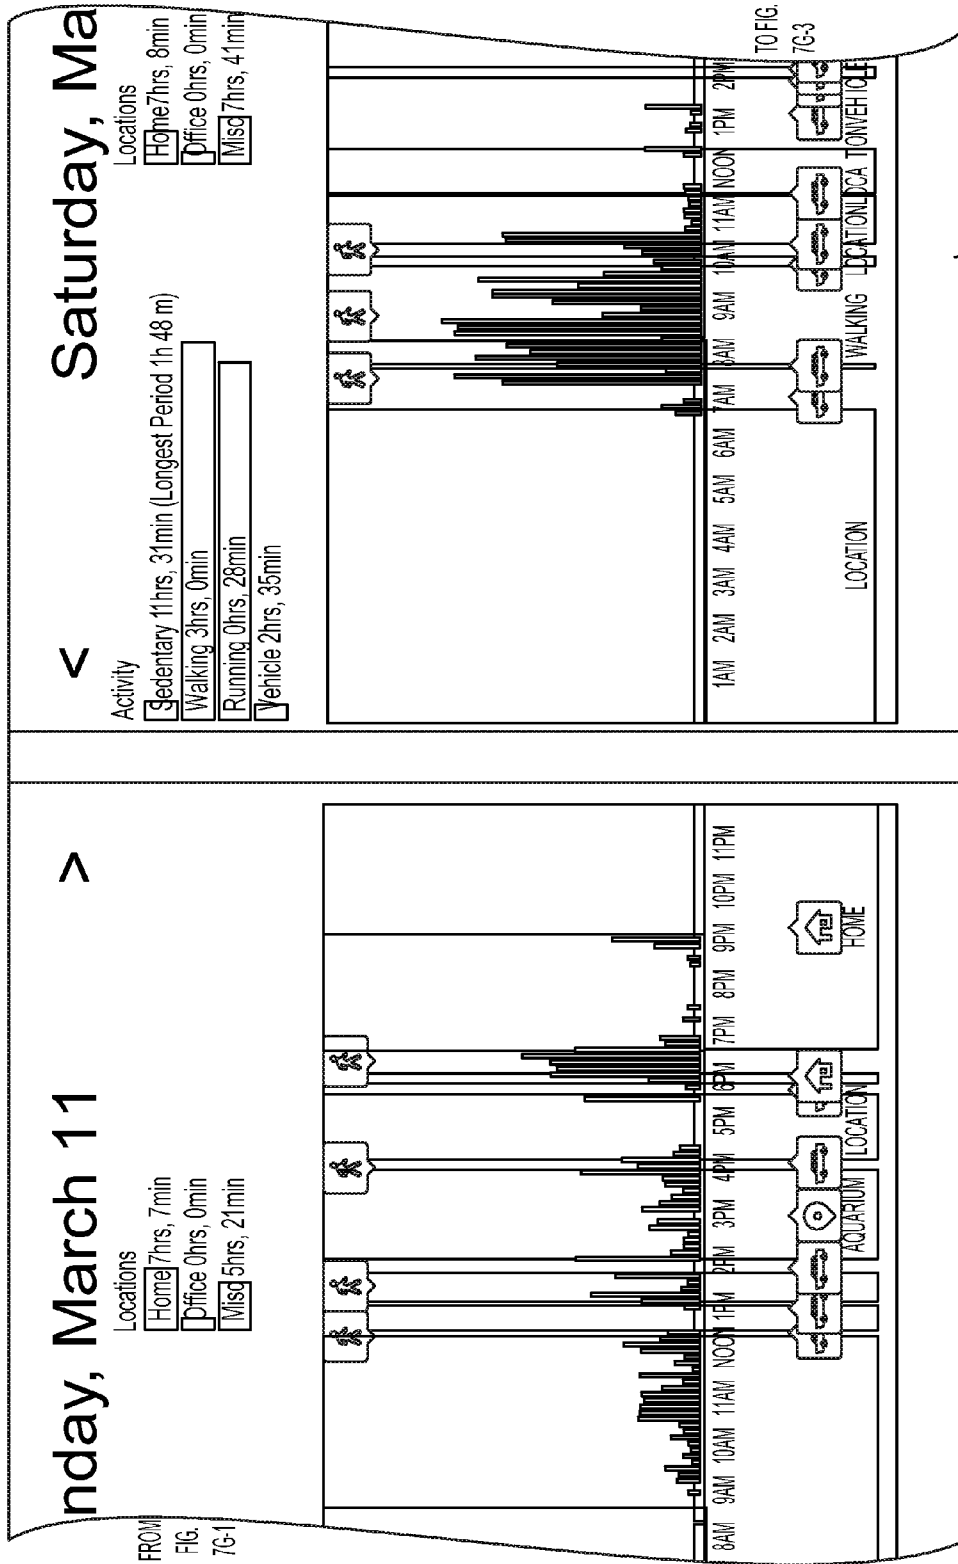 FROM
FIG.
7G-1
nday, March 11
>
Locations
Home 7hrs, 7min
Office 0hrs, 0min
Misc 5hrs, 21min
8AM 9AM 10AM 11AM NOON 1PM 2PM 3PM 4PM 5PM 6PM 7PM 8PM 9PM 10PM 11PM
AQUARIUM LOCATION HOME
<
Saturday, Ma
Activity
Sedentary 11hrs, 31min (Longest Period 1h 48 m)
Walking 3hrs, 0min
Running 0hrs, 28min
Vehicle 2hrs, 35min
Locations
Home 7hrs, 8min
Office 0hrs, 0min
Misc 7hrs, 41min
1AM 2AM 3AM 4AM 5AM 6AM 7AM 8AM 9AM 10AM 11AM NOON 1PM 2PM
LOCATION WALKING LOCATION LOCA TION VEHICLE
TO FIG.
7G-3